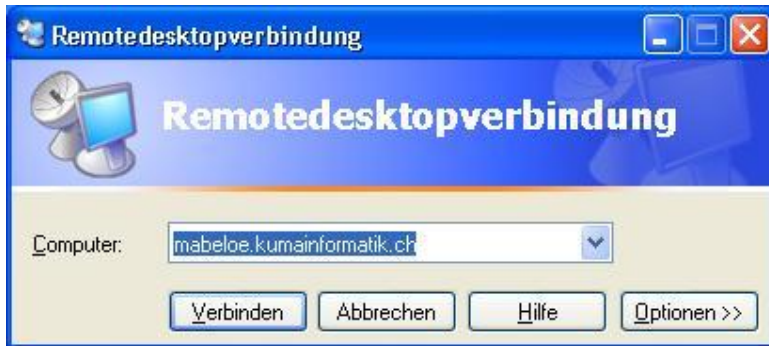 Remotedesktopverbindung
Remotedesktopverbindung
Computer: mabeloe.kumainformatik.ch
Verbinden Abbrechen Hilfe Optionen >>